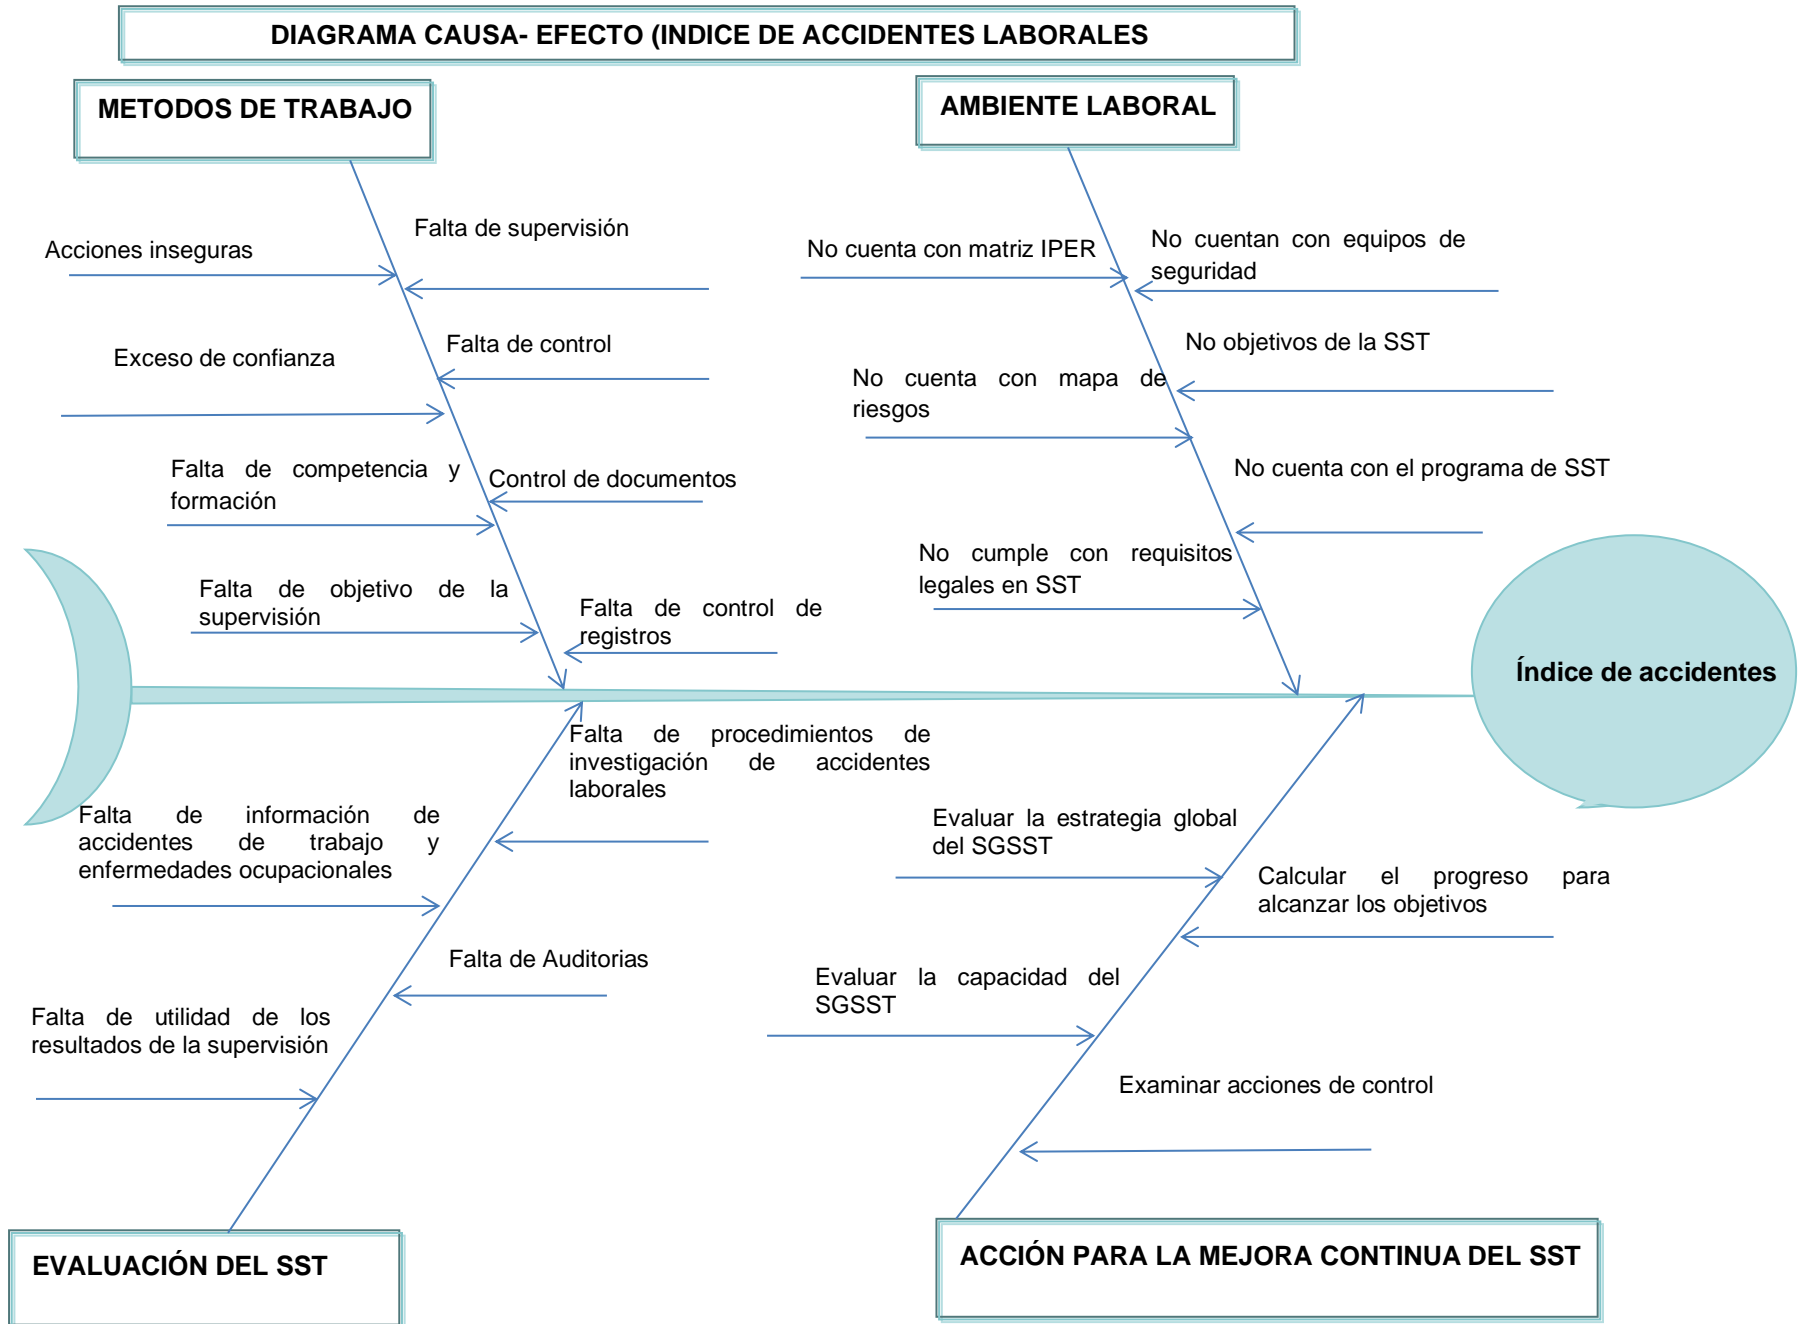 DIAGRAMA CAUSA- EFECTO (INDICE DE ACCIDENTES LABORALES
METODOS DE TRABAJO
AMBIENTE LABORAL
Acciones inseguras
Falta de supervisión
Exceso de confianza
Falta de control
Falta de competencia y
formación
Control de documentos
Falta de objetivo de la
supervisión
Falta de control de
registros
No cuenta con matriz IPER
No cuentan con equipos de
seguridad
No objetivos de la SST
No cuenta con mapa de
riesgos
No cuenta con el programa de SST
No cumple con requisitos
legales en SST
Índice de accidentes
Falta de procedimientos de
investigación de accidentes
laborales
Falta de información de
accidentes de trabajo y
enfermedades ocupacionales
Falta de Auditorias
Falta de utilidad de los
resultados de la supervisión
Evaluar la estrategia global
del SGSST
Calcular el progreso para
alcanzar los objetivos
Evaluar la capacidad del
SGSST
Examinar acciones de control
EVALUACIÓN DEL SST
ACCIÓN PARA LA MEJORA CONTINUA DEL SST